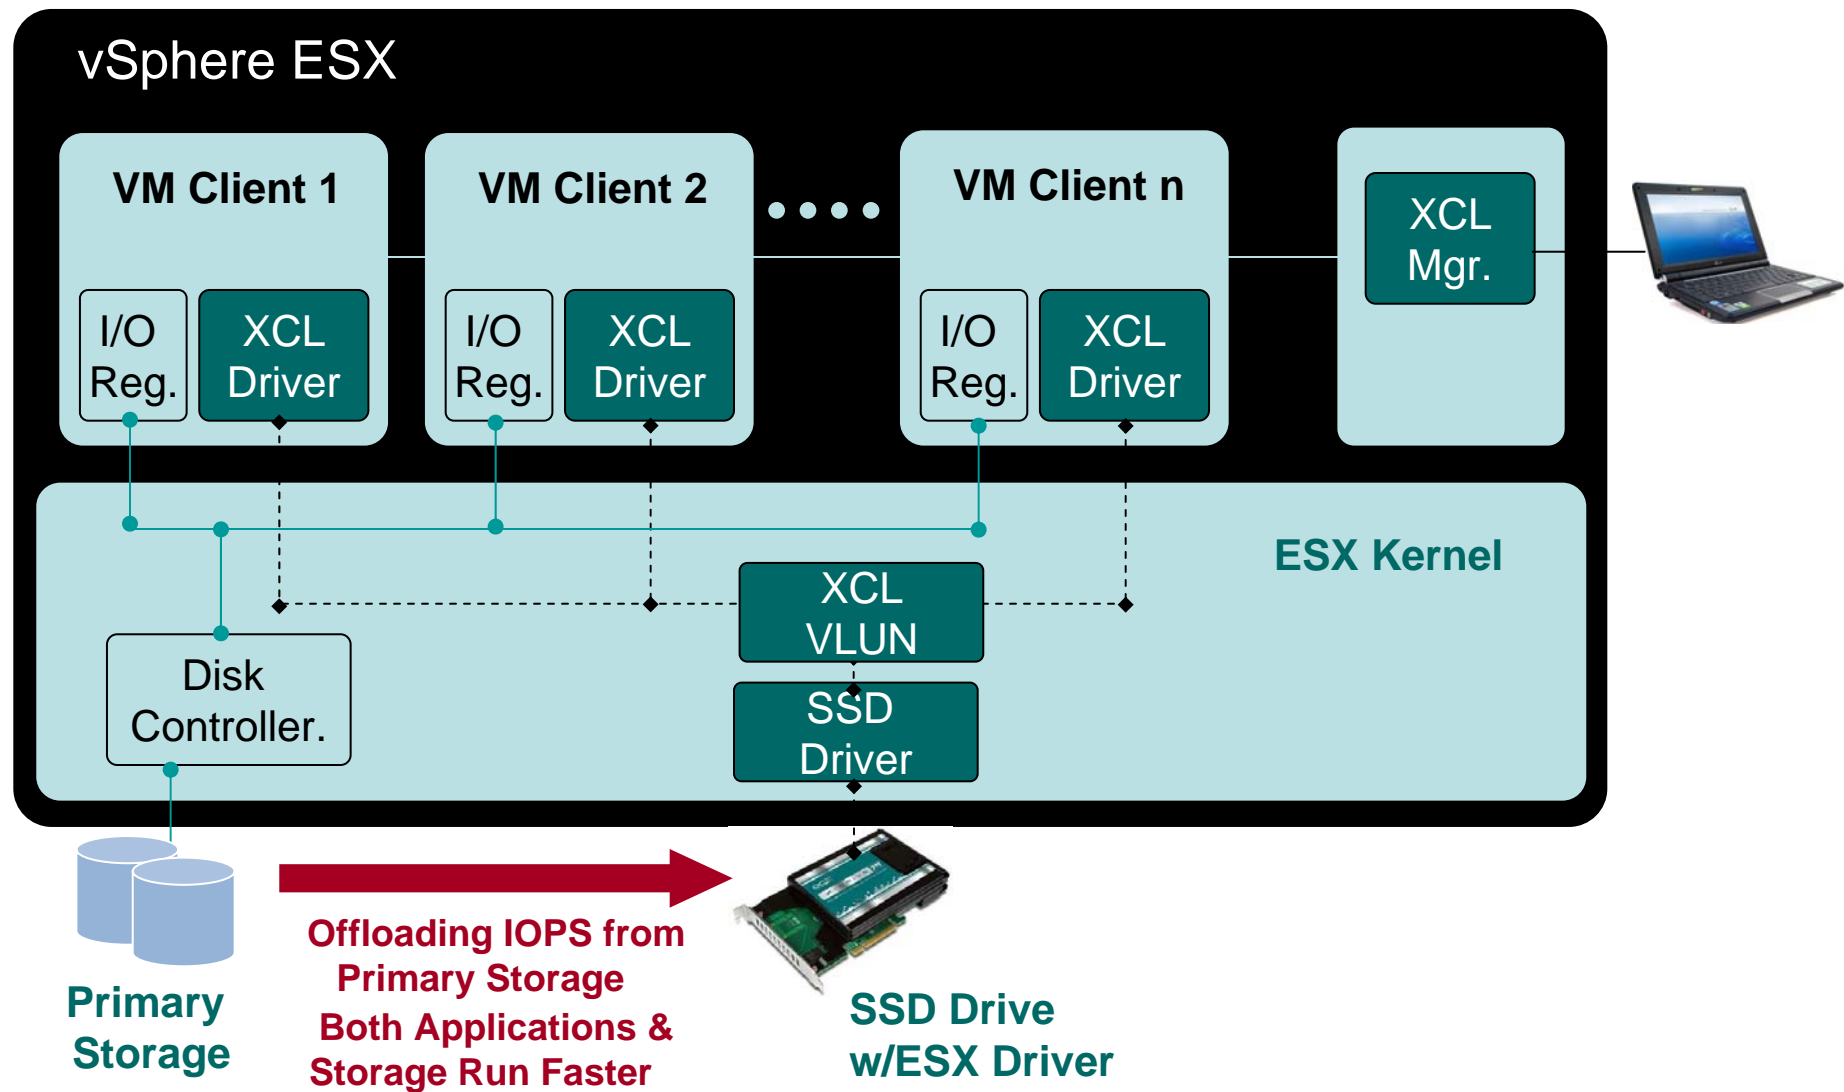 vSphere ESX
VM Client 1
VM Client 2
VM Client n
XCL
Mgr.
I/O
Reg.
XCL
Driver
I/O
Reg.
XCL
Driver
I/O
Reg.
XCL
Driver
ESX Kernel
XCL
VLUN
Disk
Controller.
SSD
Driver
Offloading IOPS from
Primary Storage
Both Applications &
Storage Run Faster
Primary
Storage
SSD Drive
w/ESX Driver